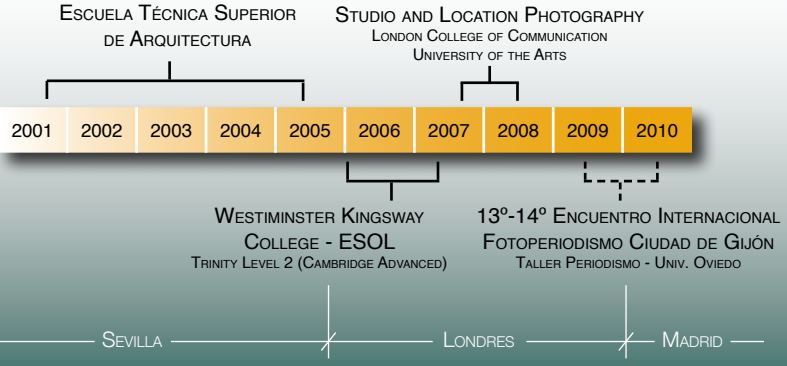 Escuela Técnica Superior
de Arquitectura
Studio and Location Photography
London College of Communication
University of the Arts
2001 2002 2003 2004 2005 2006 2007 2008 2009 2010
Westiminster Kingsway
College - ESOL
Trinity Level 2 (Cambridge Advanced)
13º-14º Encuentro Internacional
Fotoperiodismo Ciudad de Gijón
Taller Periodismo - Univ. Oviedo
Sevilla Londres Madrid